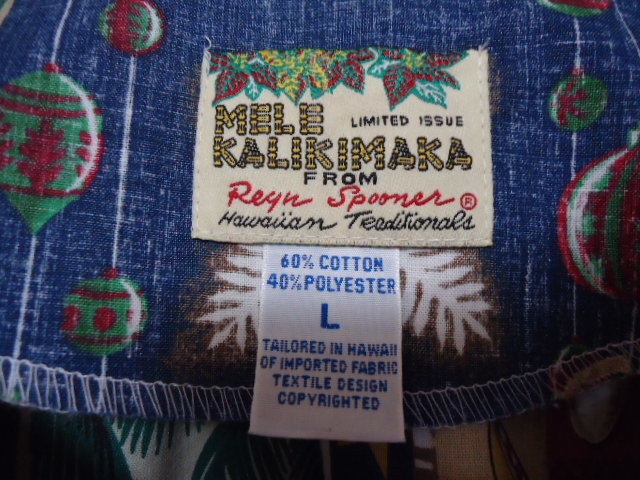 MELE
LIMITED ISSUE
KALIKIMAKA
FROM
Reyn Spooner ®
Hawaiian Traditionals
60% COTTON
40% POLYESTER
L
TAILORED IN HAWAII
OF IMPORTED FABRIC
TEXTILE DESIGN
COPYRIGHTED